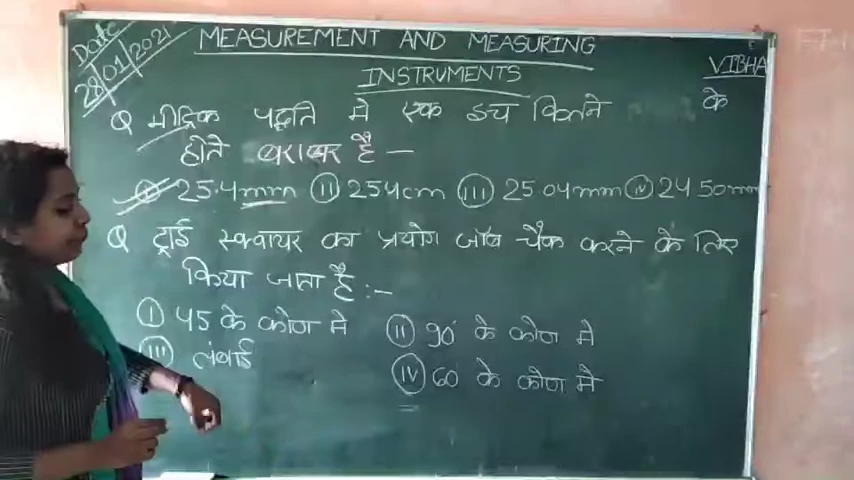 Date 28/01/2021
MEASUREMENT AND MEASURING
INSTRUMENTS
VIBHA
Q मीट्रिक पद्धति मे एक इंच कितने के
होते बराबर है —
I 25.4mm II 254cm III 25.04mm IV 24.50mm
Q ट्राई स्क्वायर का प्रयोग जॉब चैक करने के लिए
किया जाता है :-
I 45 के कोण मे II 90° के कोण मे
III लंबाई IV 60 के कोण मे